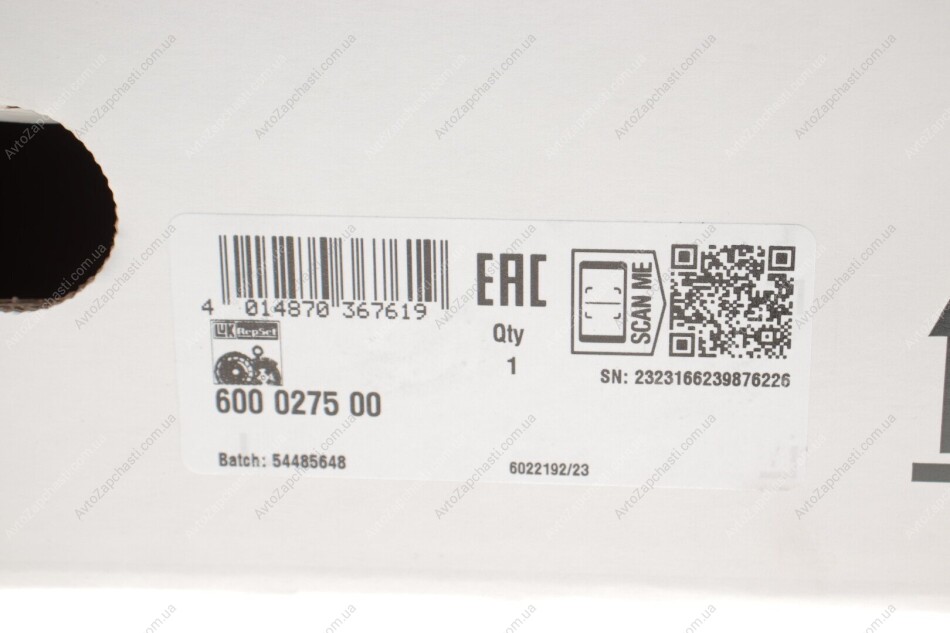 4 014870 367619
LuK RepSet
600 0275 00
Batch: 54485648
EAC
Qty
1
6022192/23
SCAN ME
SN: 2323166239876226
AvtoZapchasti.com.ua